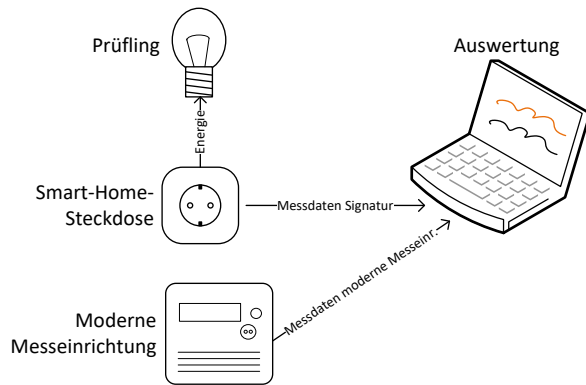 Prüfling
Auswertung
Energie
Smart-Home-
Steckdose
Messdaten Signatur
Messdaten moderne Messeinr.
Moderne
Messeinrichtung